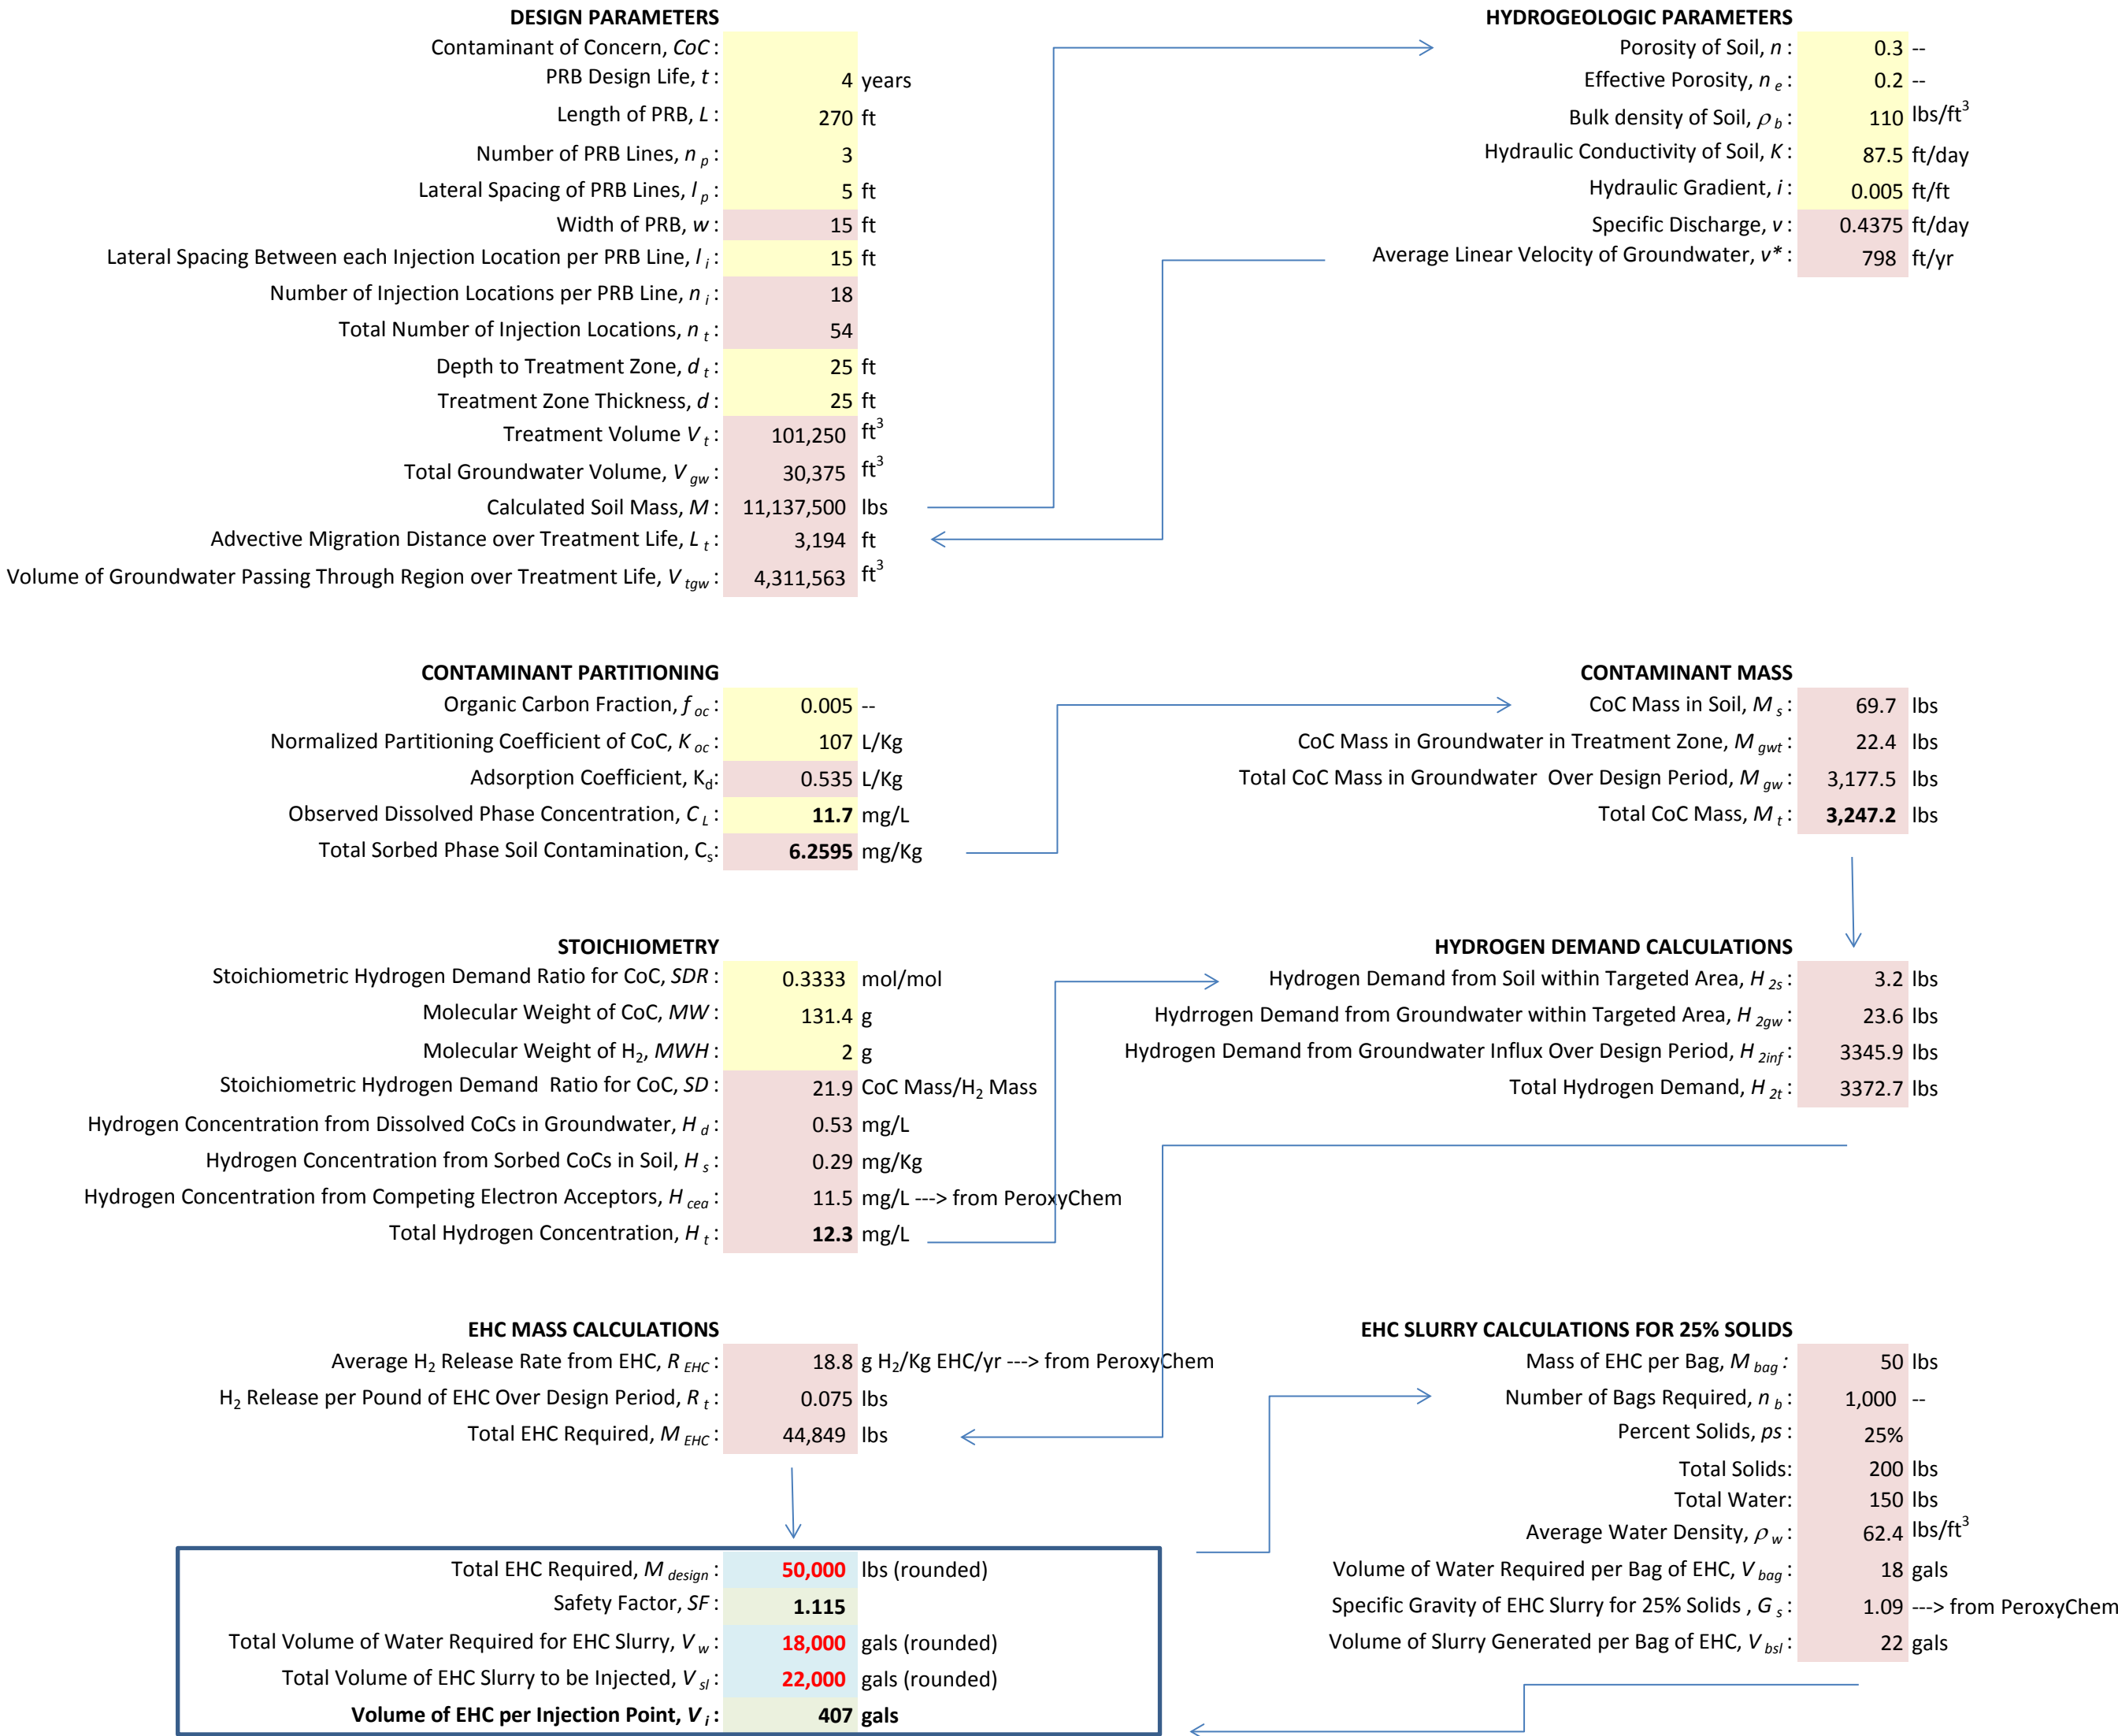 DESIGN PARAMETERS
Contaminant of Concern, CoC :
PRB Design Life, t : 4 years
Length of PRB, L : 270 ft
Number of PRB Lines, n p : 3
Lateral Spacing of PRB Lines, l p : 5 ft
Width of PRB, w : 15 ft
Lateral Spacing Between each Injection Location per PRB Line, l i : 15 ft
Number of Injection Locations per PRB Line, n i : 18
Total Number of Injection Locations, n t : 54
Depth to Treatment Zone, d t : 25 ft
Treatment Zone Thickness, d : 25 ft
Treatment Volume V t : 101,250 ft3
Total Groundwater Volume, V gw : 30,375 ft3
Calculated Soil Mass, M : 11,137,500 lbs
Advective Migration Distance over Treatment Life, L t : 3,194 ft
Volume of Groundwater Passing Through Region over Treatment Life, V tgw : 4,311,563 ft3
HYDROGEOLOGIC PARAMETERS
Porosity of Soil, n : 0.3 --
Effective Porosity, n e : 0.2 --
Bulk density of Soil, ρ b : 110 lbs/ft3
Hydraulic Conductivity of Soil, K : 87.5 ft/day
Hydraulic Gradient, i : 0.005 ft/ft
Specific Discharge, v : 0.4375 ft/day
Average Linear Velocity of Groundwater, v* : 798 ft/yr
CONTAMINANT PARTITIONING
Organic Carbon Fraction, f oc : 0.005 --
Normalized Partitioning Coefficient of CoC, K oc : 107 L/Kg
Adsorption Coefficient, Kd: 0.535 L/Kg
Observed Dissolved Phase Concentration, C L : 11.7 mg/L
Total Sorbed Phase Soil Contamination, Cs: 6.2595 mg/Kg
CONTAMINANT MASS
CoC Mass in Soil, M s : 69.7 lbs
CoC Mass in Groundwater in Treatment Zone, M gwt : 22.4 lbs
Total CoC Mass in Groundwater Over Design Period, M gw : 3,177.5 lbs
Total CoC Mass, M t : 3,247.2 lbs
STOICHIOMETRY
Stoichiometric Hydrogen Demand Ratio for CoC, SDR : 0.3333 mol/mol
Molecular Weight of CoC, MW : 131.4 g
Molecular Weight of H2, MWH : 2 g
Stoichiometric Hydrogen Demand Ratio for CoC, SD : 21.9 CoC Mass/H2 Mass
Hydrogen Concentration from Dissolved CoCs in Groundwater, H d : 0.53 mg/L
Hydrogen Concentration from Sorbed CoCs in Soil, H s : 0.29 mg/Kg
Hydrogen Concentration from Competing Electron Acceptors, H cea : 11.5 mg/L ---> from PeroxyChem
Total Hydrogen Concentration, H t : 12.3 mg/L
HYDROGEN DEMAND CALCULATIONS
Hydrogen Demand from Soil within Targeted Area, H 2s : 3.2 lbs
Hydrrogen Demand from Groundwater within Targeted Area, H 2gw : 23.6 lbs
Hydrogen Demand from Groundwater Influx Over Design Period, H 2inf : 3345.9 lbs
Total Hydrogen Demand, H 2t : 3372.7 lbs
EHC MASS CALCULATIONS
Average H2 Release Rate from EHC, R EHC : 18.8 g H2/Kg EHC/yr ---> from PeroxyChem
H2 Release per Pound of EHC Over Design Period, R t : 0.075 lbs
Total EHC Required, M EHC : 44,849 lbs
Total EHC Required, M design : 50,000 lbs (rounded)
Safety Factor, SF : 1.115
Total Volume of Water Required for EHC Slurry, V w : 18,000 gals (rounded)
Total Volume of EHC Slurry to be Injected, V sl : 22,000 gals (rounded)
Volume of EHC per Injection Point, V i : 407 gals
EHC SLURRY CALCULATIONS FOR 25% SOLIDS
Mass of EHC per Bag, M bag : 50 lbs
Number of Bags Required, n b : 1,000 --
Percent Solids, ps : 25%
Total Solids: 200 lbs
Total Water: 150 lbs
Average Water Density, ρ w : 62.4 lbs/ft3
Volume of Water Required per Bag of EHC, V bag : 18 gals
Specific Gravity of EHC Slurry for 25% Solids , G s : 1.09 ---> from PeroxyChem
Volume of Slurry Generated per Bag of EHC, V bsl : 22 gals